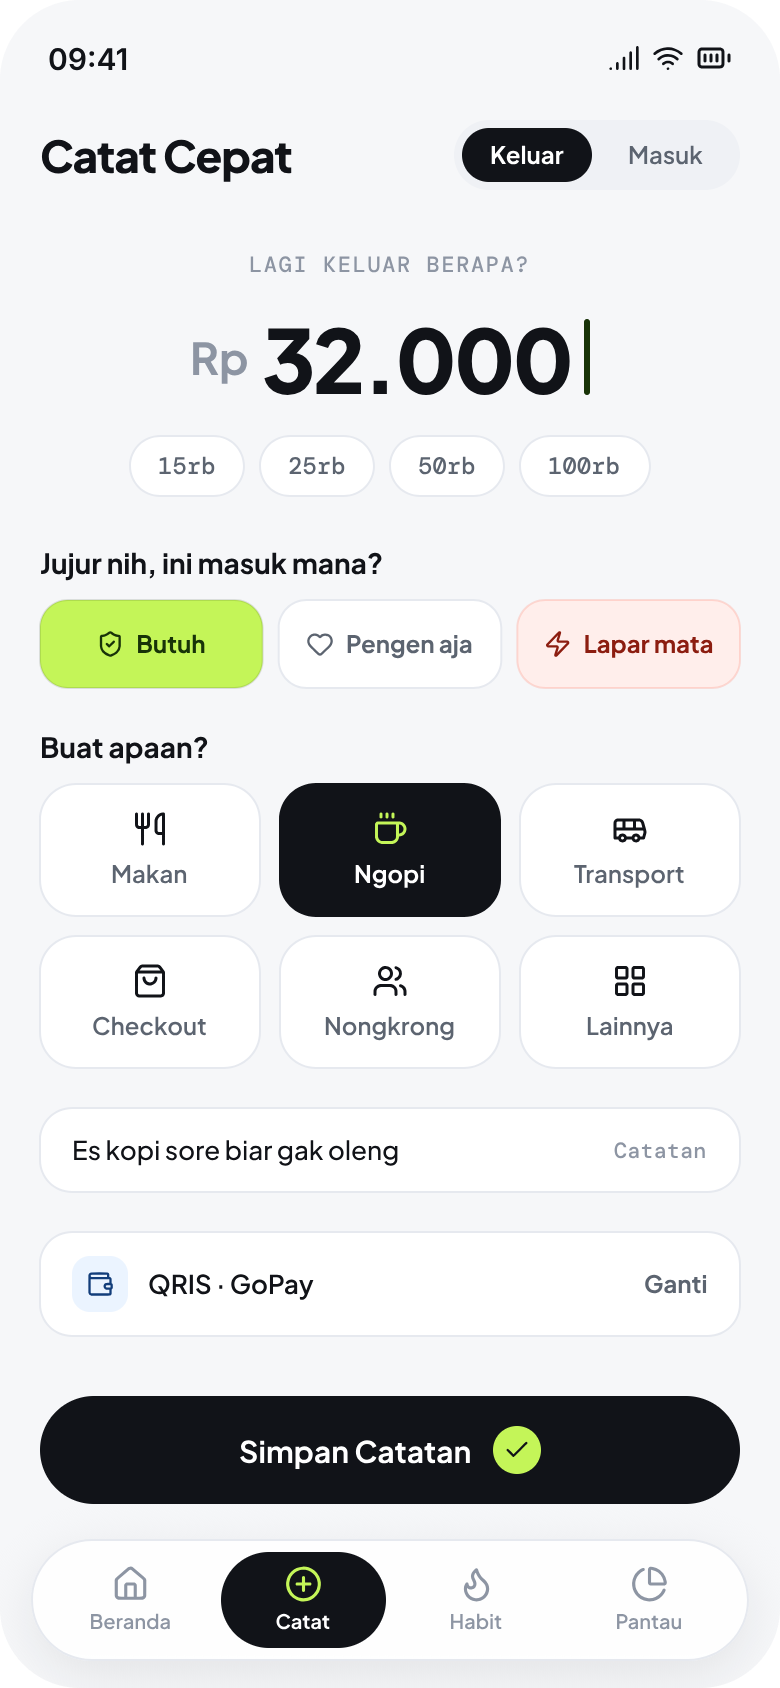 09:41
Catat Cepat
Keluar
Masuk
LAGI KELUAR BERAPA?
Rp 32.000
15rb
25rb
50rb
100rb
Jujur nih, ini masuk mana?
Butuh
Pengen aja
Lapar mata
Buat apaan?
Makan
Ngopi
Transport
Checkout
Nongkrong
Lainnya
Es kopi sore biar gak oleng
Catatan
QRIS · GoPay
Ganti
Simpan Catatan
Beranda
Catat
Habit
Pantau